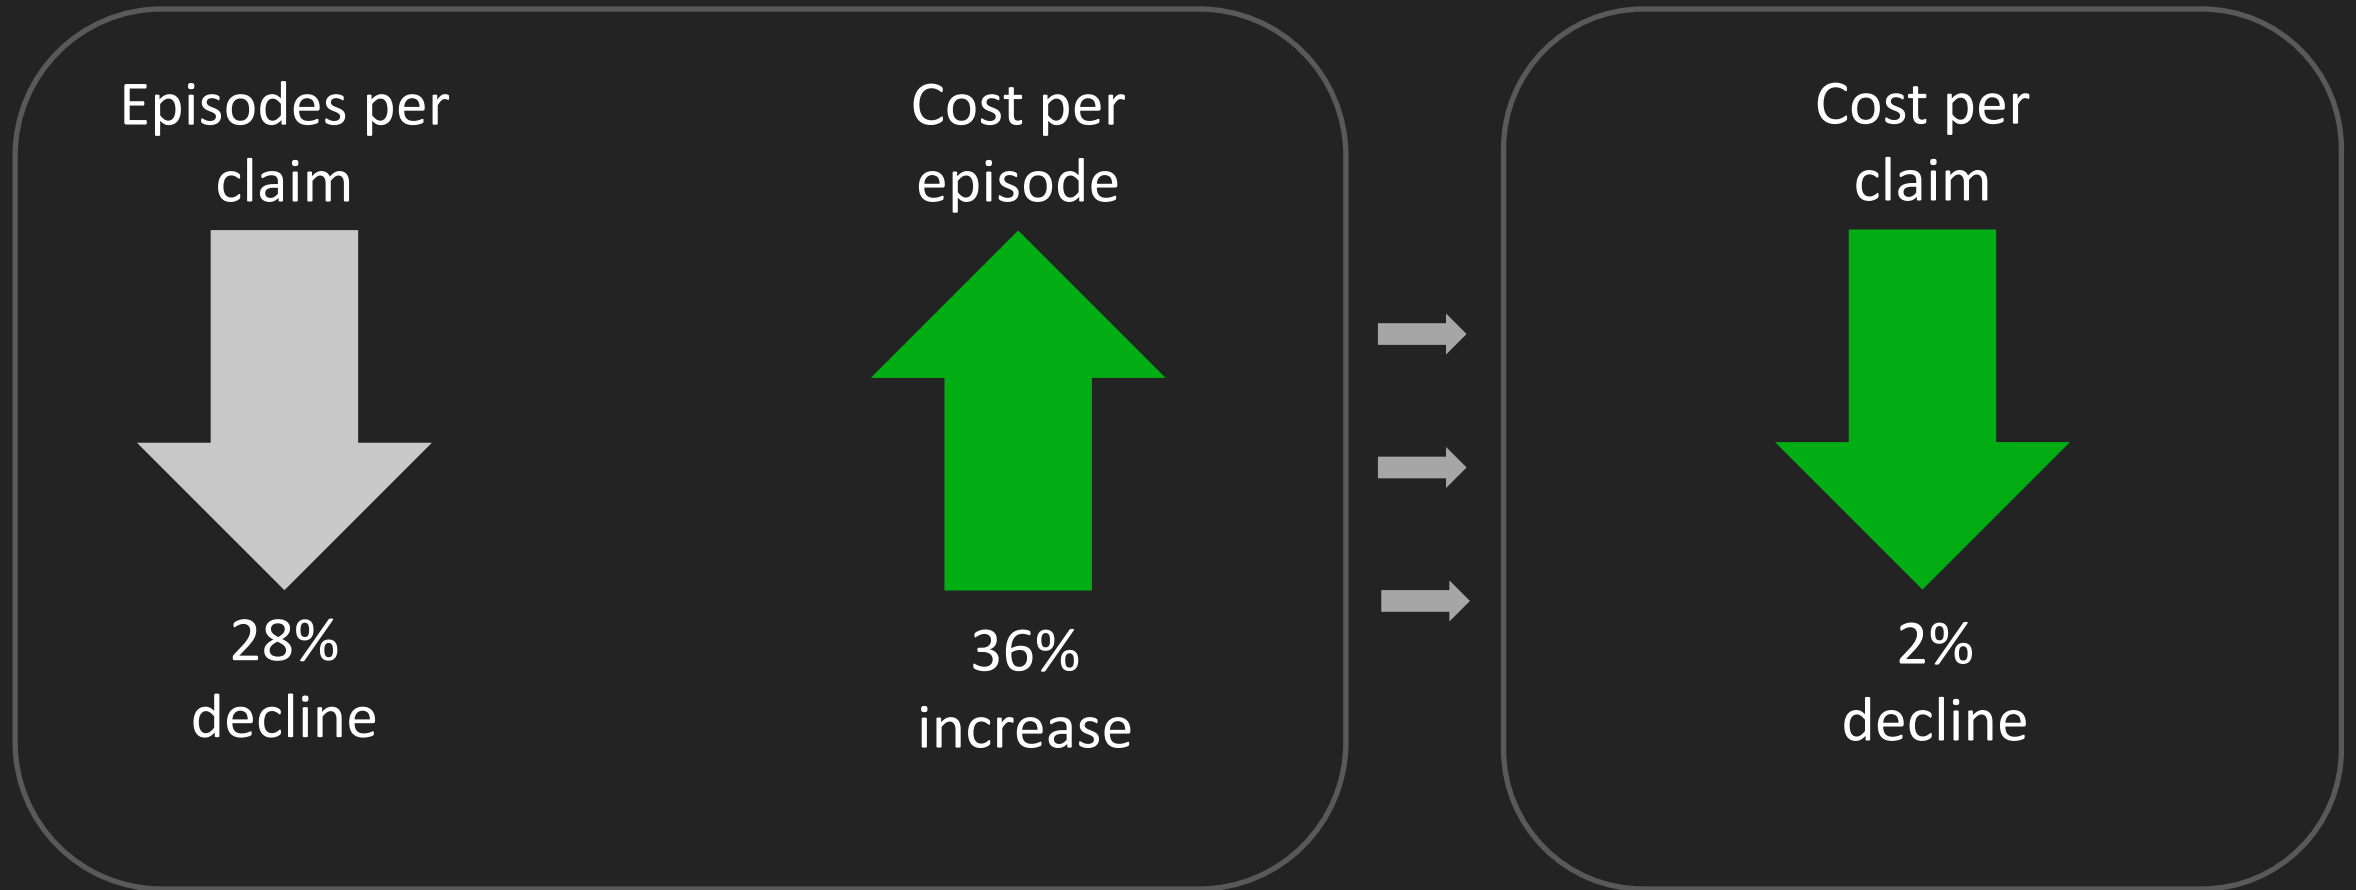 Episodes per
claim
28%
decline
Cost per
episode
36%
increase
Cost per
claim
2%
decline